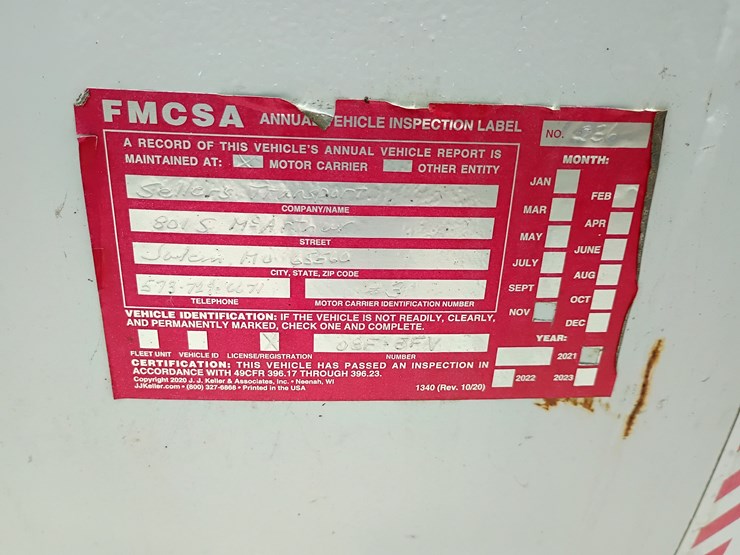 FMCSA ANNUAL VEHICLE INSPECTION LABEL
NO.
A RECORD OF THIS VEHICLE'S ANNUAL VEHICLE REPORT IS
MAINTAINED AT: X MOTOR CARRIER OTHER ENTITY
Sellers Transport
COMPANY/NAME
801 S McArthur
STREET
Salem Mo 65560
CITY, STATE, ZIP CODE
TELEPHONE MOTOR CARRIER IDENTIFICATION NUMBER
VEHICLE IDENTIFICATION: IF THE VEHICLE IS NOT READILY, CLEARLY,
AND PERMANENTLY MARKED, CHECK ONE AND COMPLETE.
X
FLEET UNIT VEHICLE ID LICENSE/REGISTRATION NUMBER
CERTIFICATION: THIS VEHICLE HAS PASSED AN INSPECTION IN
ACCORDANCE WITH 49CFR 396.17 THROUGH 396.23.
Copyright 2020 J. J. Keller & Associates, Inc. • Neenah, WI
JJKeller.com • (800) 327-6868 • Printed in the USA
1340 (Rev. 10/20)
MONTH:
JAN FEB
MAR APR
MAY JUNE
JULY AUG
SEPT OCT
NOV DEC
YEAR:
2021
2022 2023